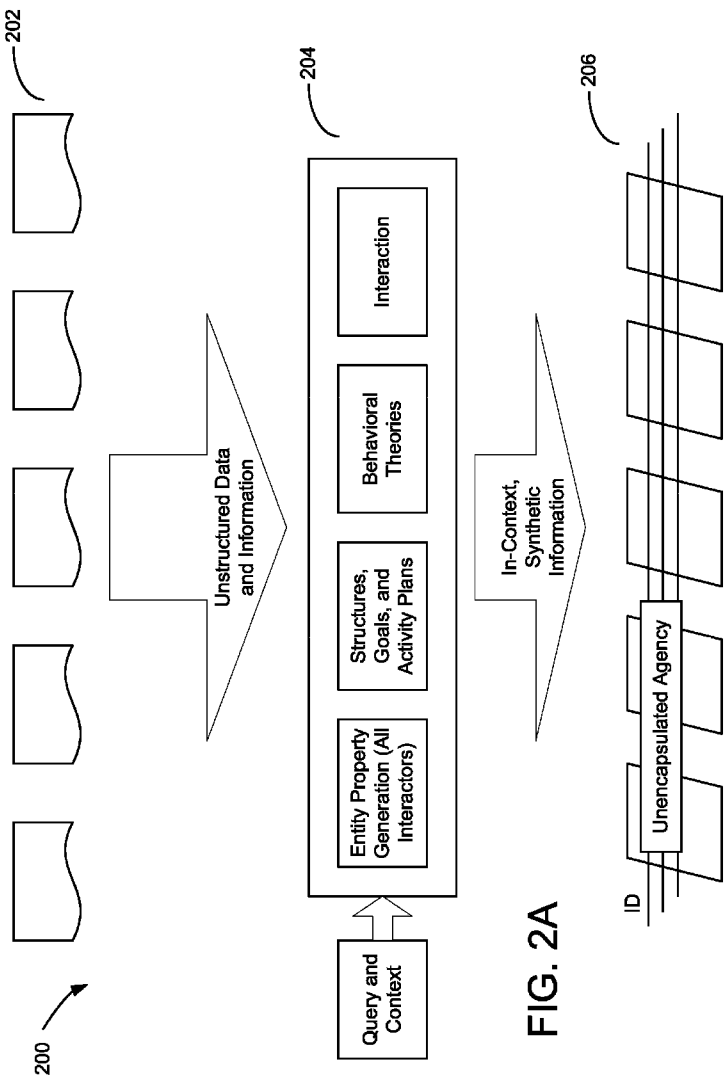 200
202
Unstructured Data
and Information
204
Query and
Context
Entity Property
Generation (All
Interactors)
Structures,
Goals, and
Activity Plans
Behavioral
Theories
Interaction
In-Context,
Synthetic
Information
206
ID
Unencapsulated Agency
FIG. 2A